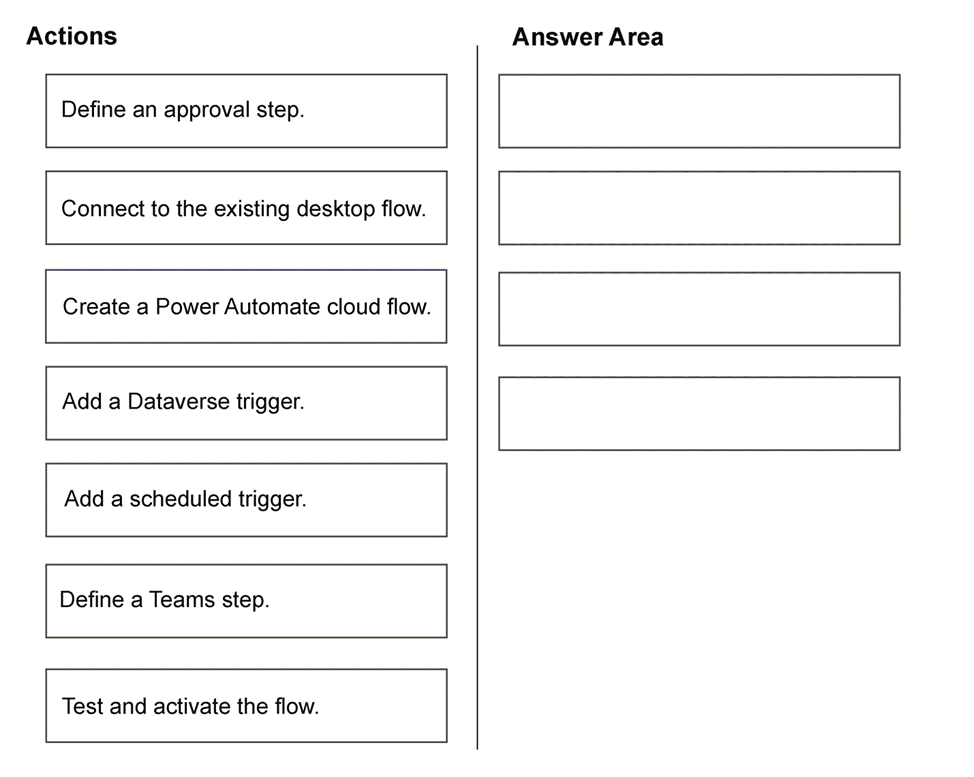 Actions
Answer Area
Define an approval step.
Connect to the existing desktop flow.
Create a Power Automate cloud flow.
Add a Dataverse trigger.
Add a scheduled trigger.
Define a Teams step.
Test and activate the flow.